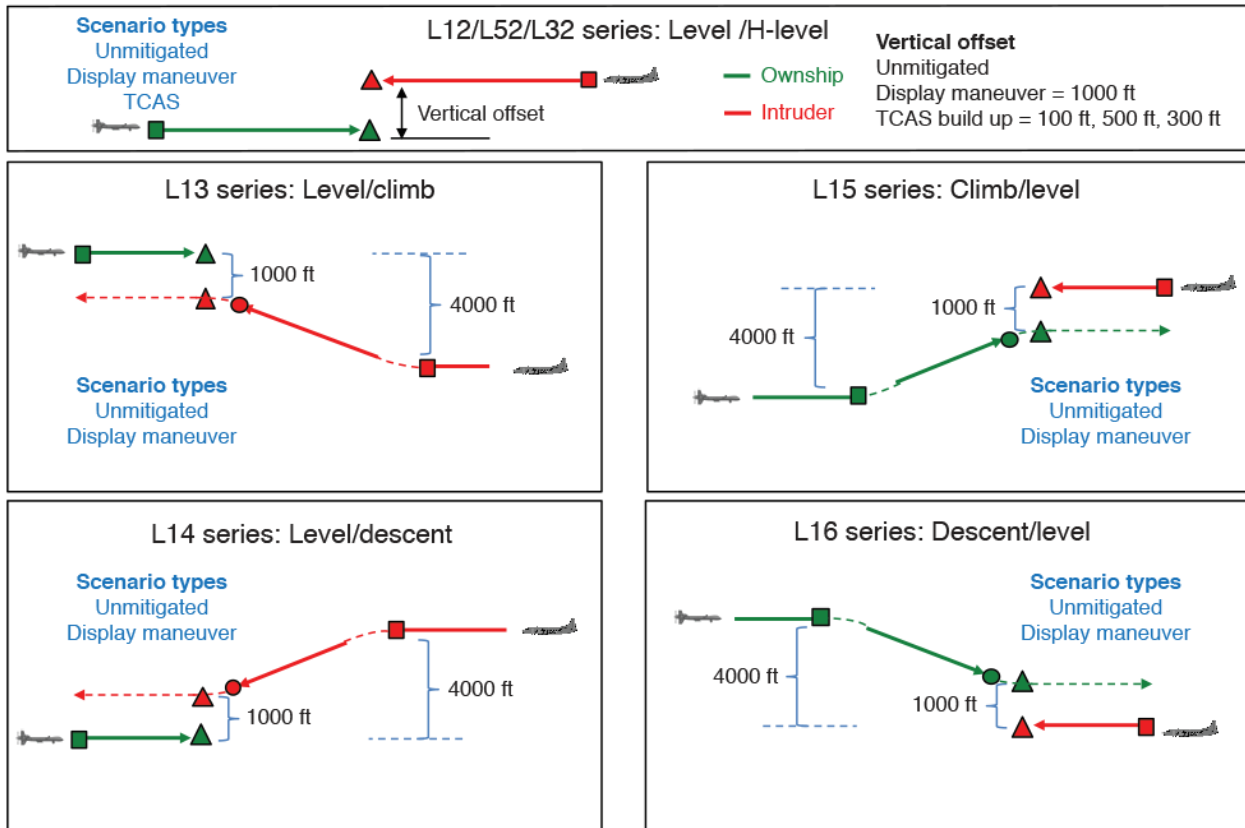 Scenario types
Unmitigated
Display maneuver
TCAS
L12/L52/L32 series: Level /H-level
Vertical offset
Ownship
Intruder
Vertical offset
Unmitigated
Display maneuver = 1000 ft
TCAS build up = 100 ft, 500 ft, 300 ft
L13 series: Level/climb
1000 ft
4000 ft
Scenario types
Unmitigated
Display maneuver
L15 series: Climb/level
4000 ft
1000 ft
Scenario types
Unmitigated
Display maneuver
L14 series: Level/descent
Scenario types
Unmitigated
Display maneuver
1000 ft
4000 ft
L16 series: Descent/level
Scenario types
Unmitigated
Display maneuver
4000 ft
1000 ft